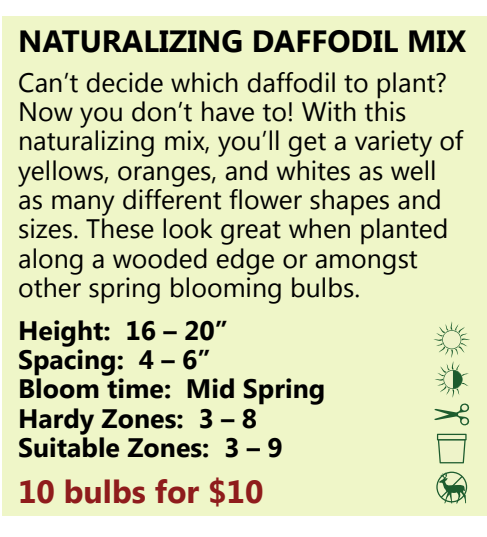 NATURALIZING DAFFODIL MIX
Can’t decide which daffodil to plant?
Now you don’t have to! With this
naturalizing mix, you’ll get a variety of
yellows, oranges, and whites as well
as many different flower shapes and
sizes. These look great when planted
along a wooded edge or amongst
other spring blooming bulbs.
Height: 16 – 20”
Spacing: 4 – 6”
Bloom time: Mid Spring
Hardy Zones: 3 – 8
Suitable Zones: 3 – 9
10 bulbs for $10